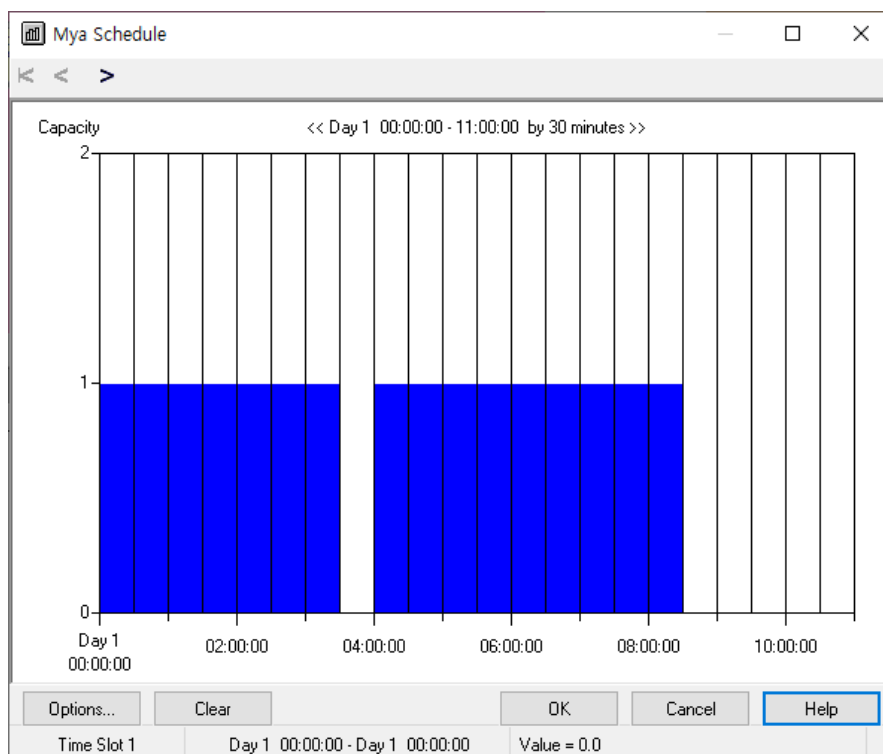 Mya Schedule
Capacity
<< Day 1 00:00:00 - 11:00:00 by 30 minutes >>
2
1
0
Day 1
00:00:00
02:00:00
04:00:00
06:00:00
08:00:00
10:00:00
Options... Clear OK Cancel Help
Time Slot 1 Day 1 00:00:00 - Day 1 00:00:00 Value = 0.0